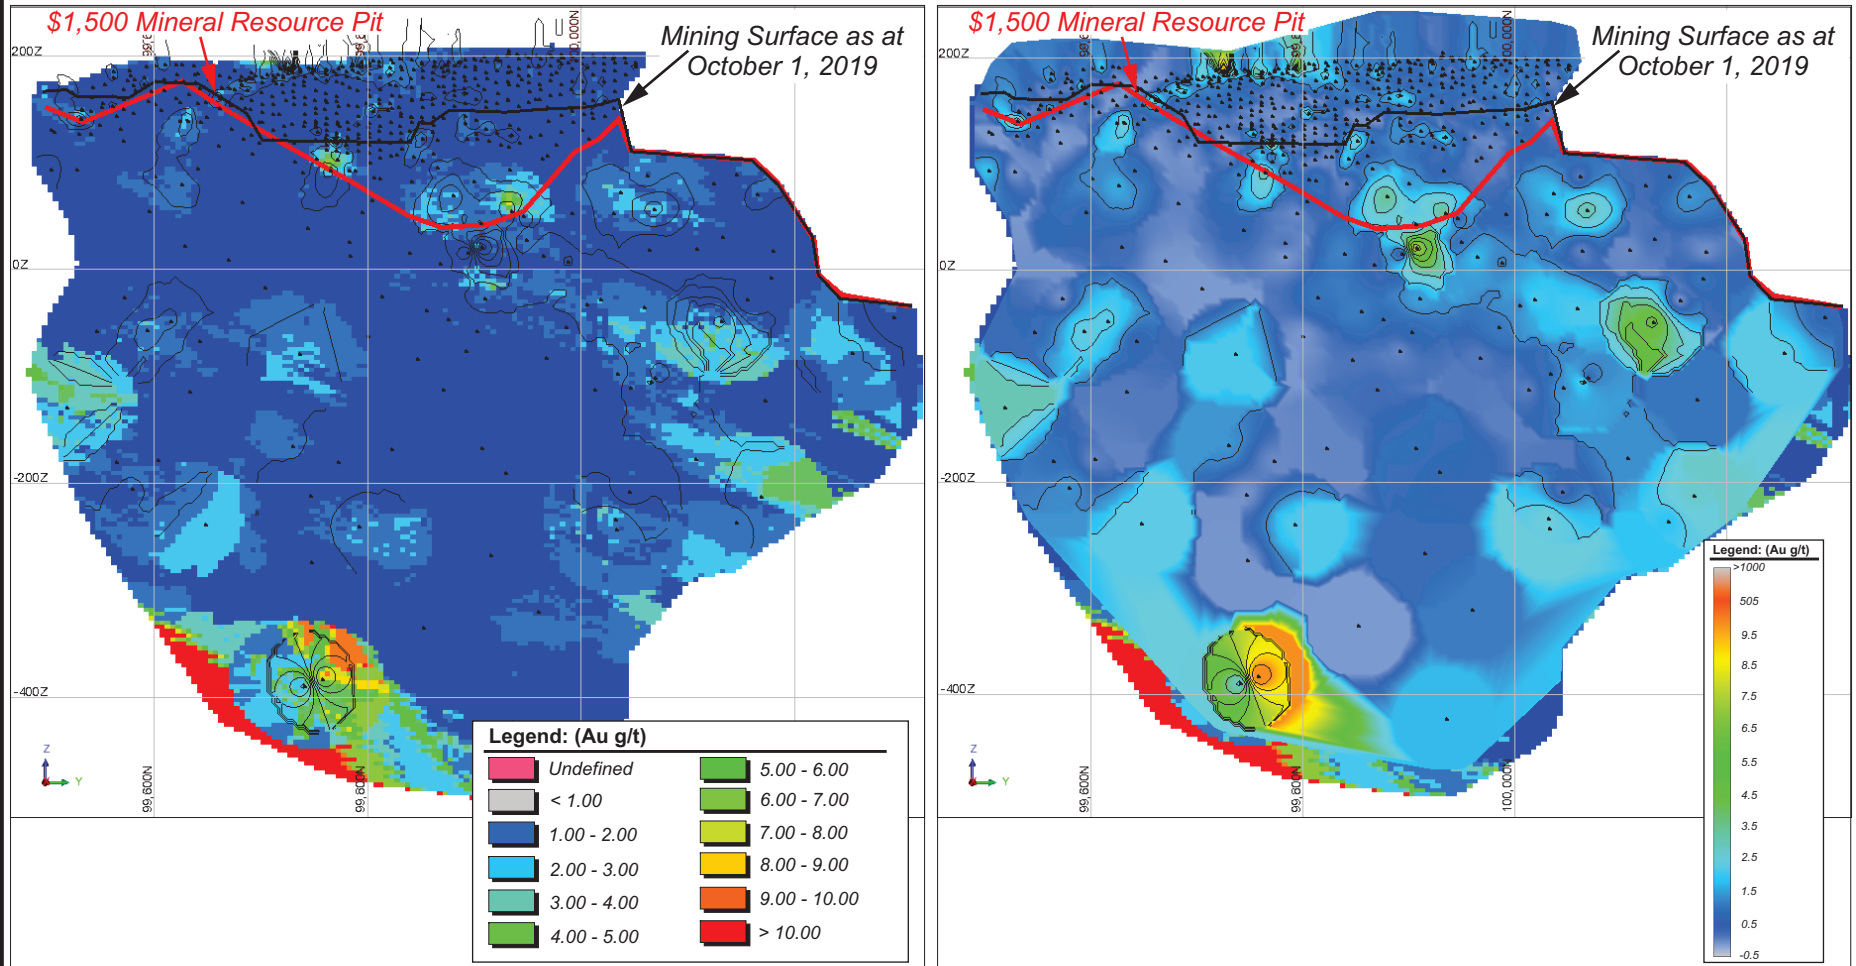 $1,500 Mineral Resource Pit
Mining Surface as at
October 1, 2019
200Z
0Z
-200Z
-400Z
99,600N
99,800N
Z
Y
Legend: (Au g/t)
Undefined
< 1.00
1.00 - 2.00
2.00 - 3.00
3.00 - 4.00
4.00 - 5.00
5.00 - 6.00
6.00 - 7.00
7.00 - 8.00
8.00 - 9.00
9.00 - 10.00
> 10.00
$1,500 Mineral Resource Pit
Mining Surface as at
October 1, 2019
200Z
0Z
-200Z
-400Z
99,600N
99,800N
100,000N
Z
Y
Legend: (Au g/t)
>1000
505
9.5
8.5
7.5
6.5
5.5
4.5
3.5
2.5
1.5
0.5
-0.5